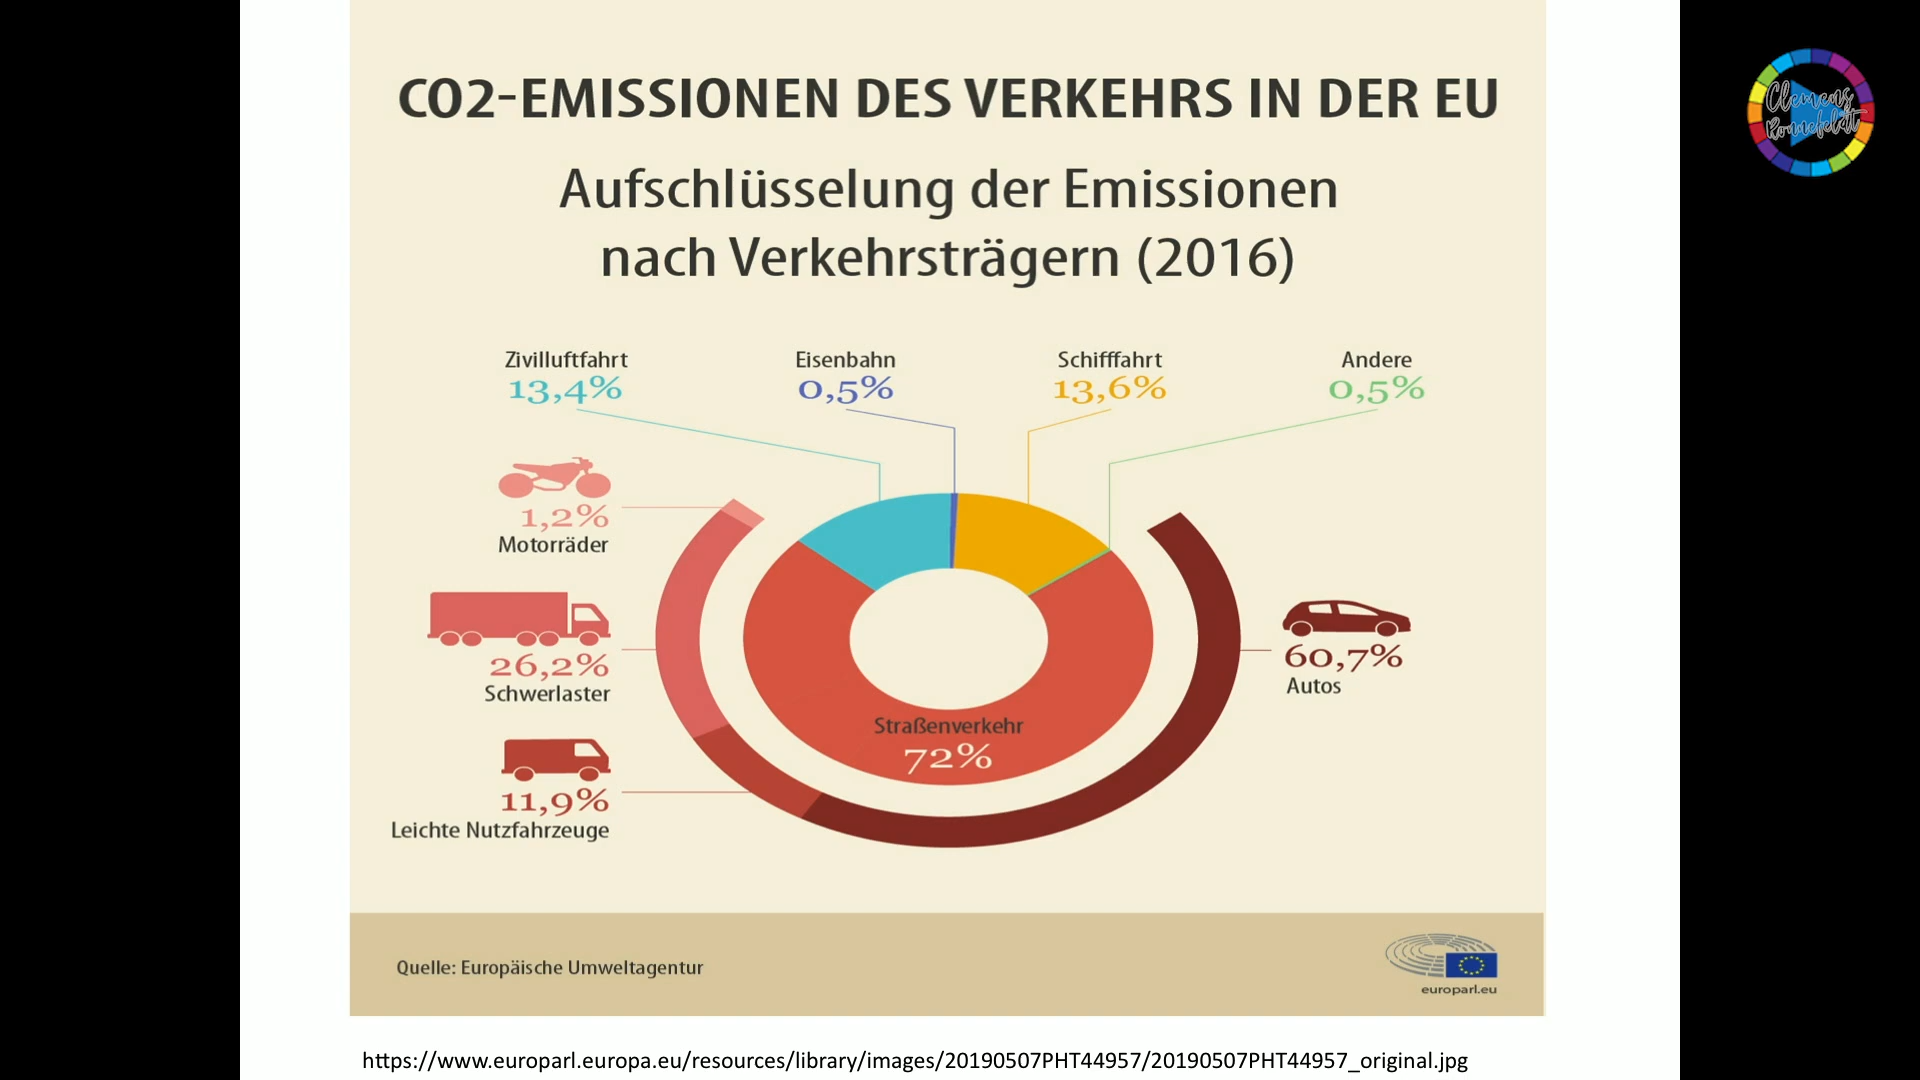 CO2-EMISSIONEN DES VERKEHRS IN DER EU
Aufschlüsselung der Emissionen
nach Verkehrsträgern (2016)
Zivilluftfahrt
13,4%
Eisenbahn
0,5%
Schifffahrt
13,6%
Andere
0,5%
1,2%
Motorräder
26,2%
Schwerlaster
11,9%
Leichte Nutzfahrzeuge
Straßenverkehr
72%
60,7%
Autos
Quelle: Europäische Umweltagentur
europarl.eu
https://www.europarl.europa.eu/resources/library/images/20190507PHT44957/20190507PHT44957_original.jpg
Clemens
Ronnefeldt